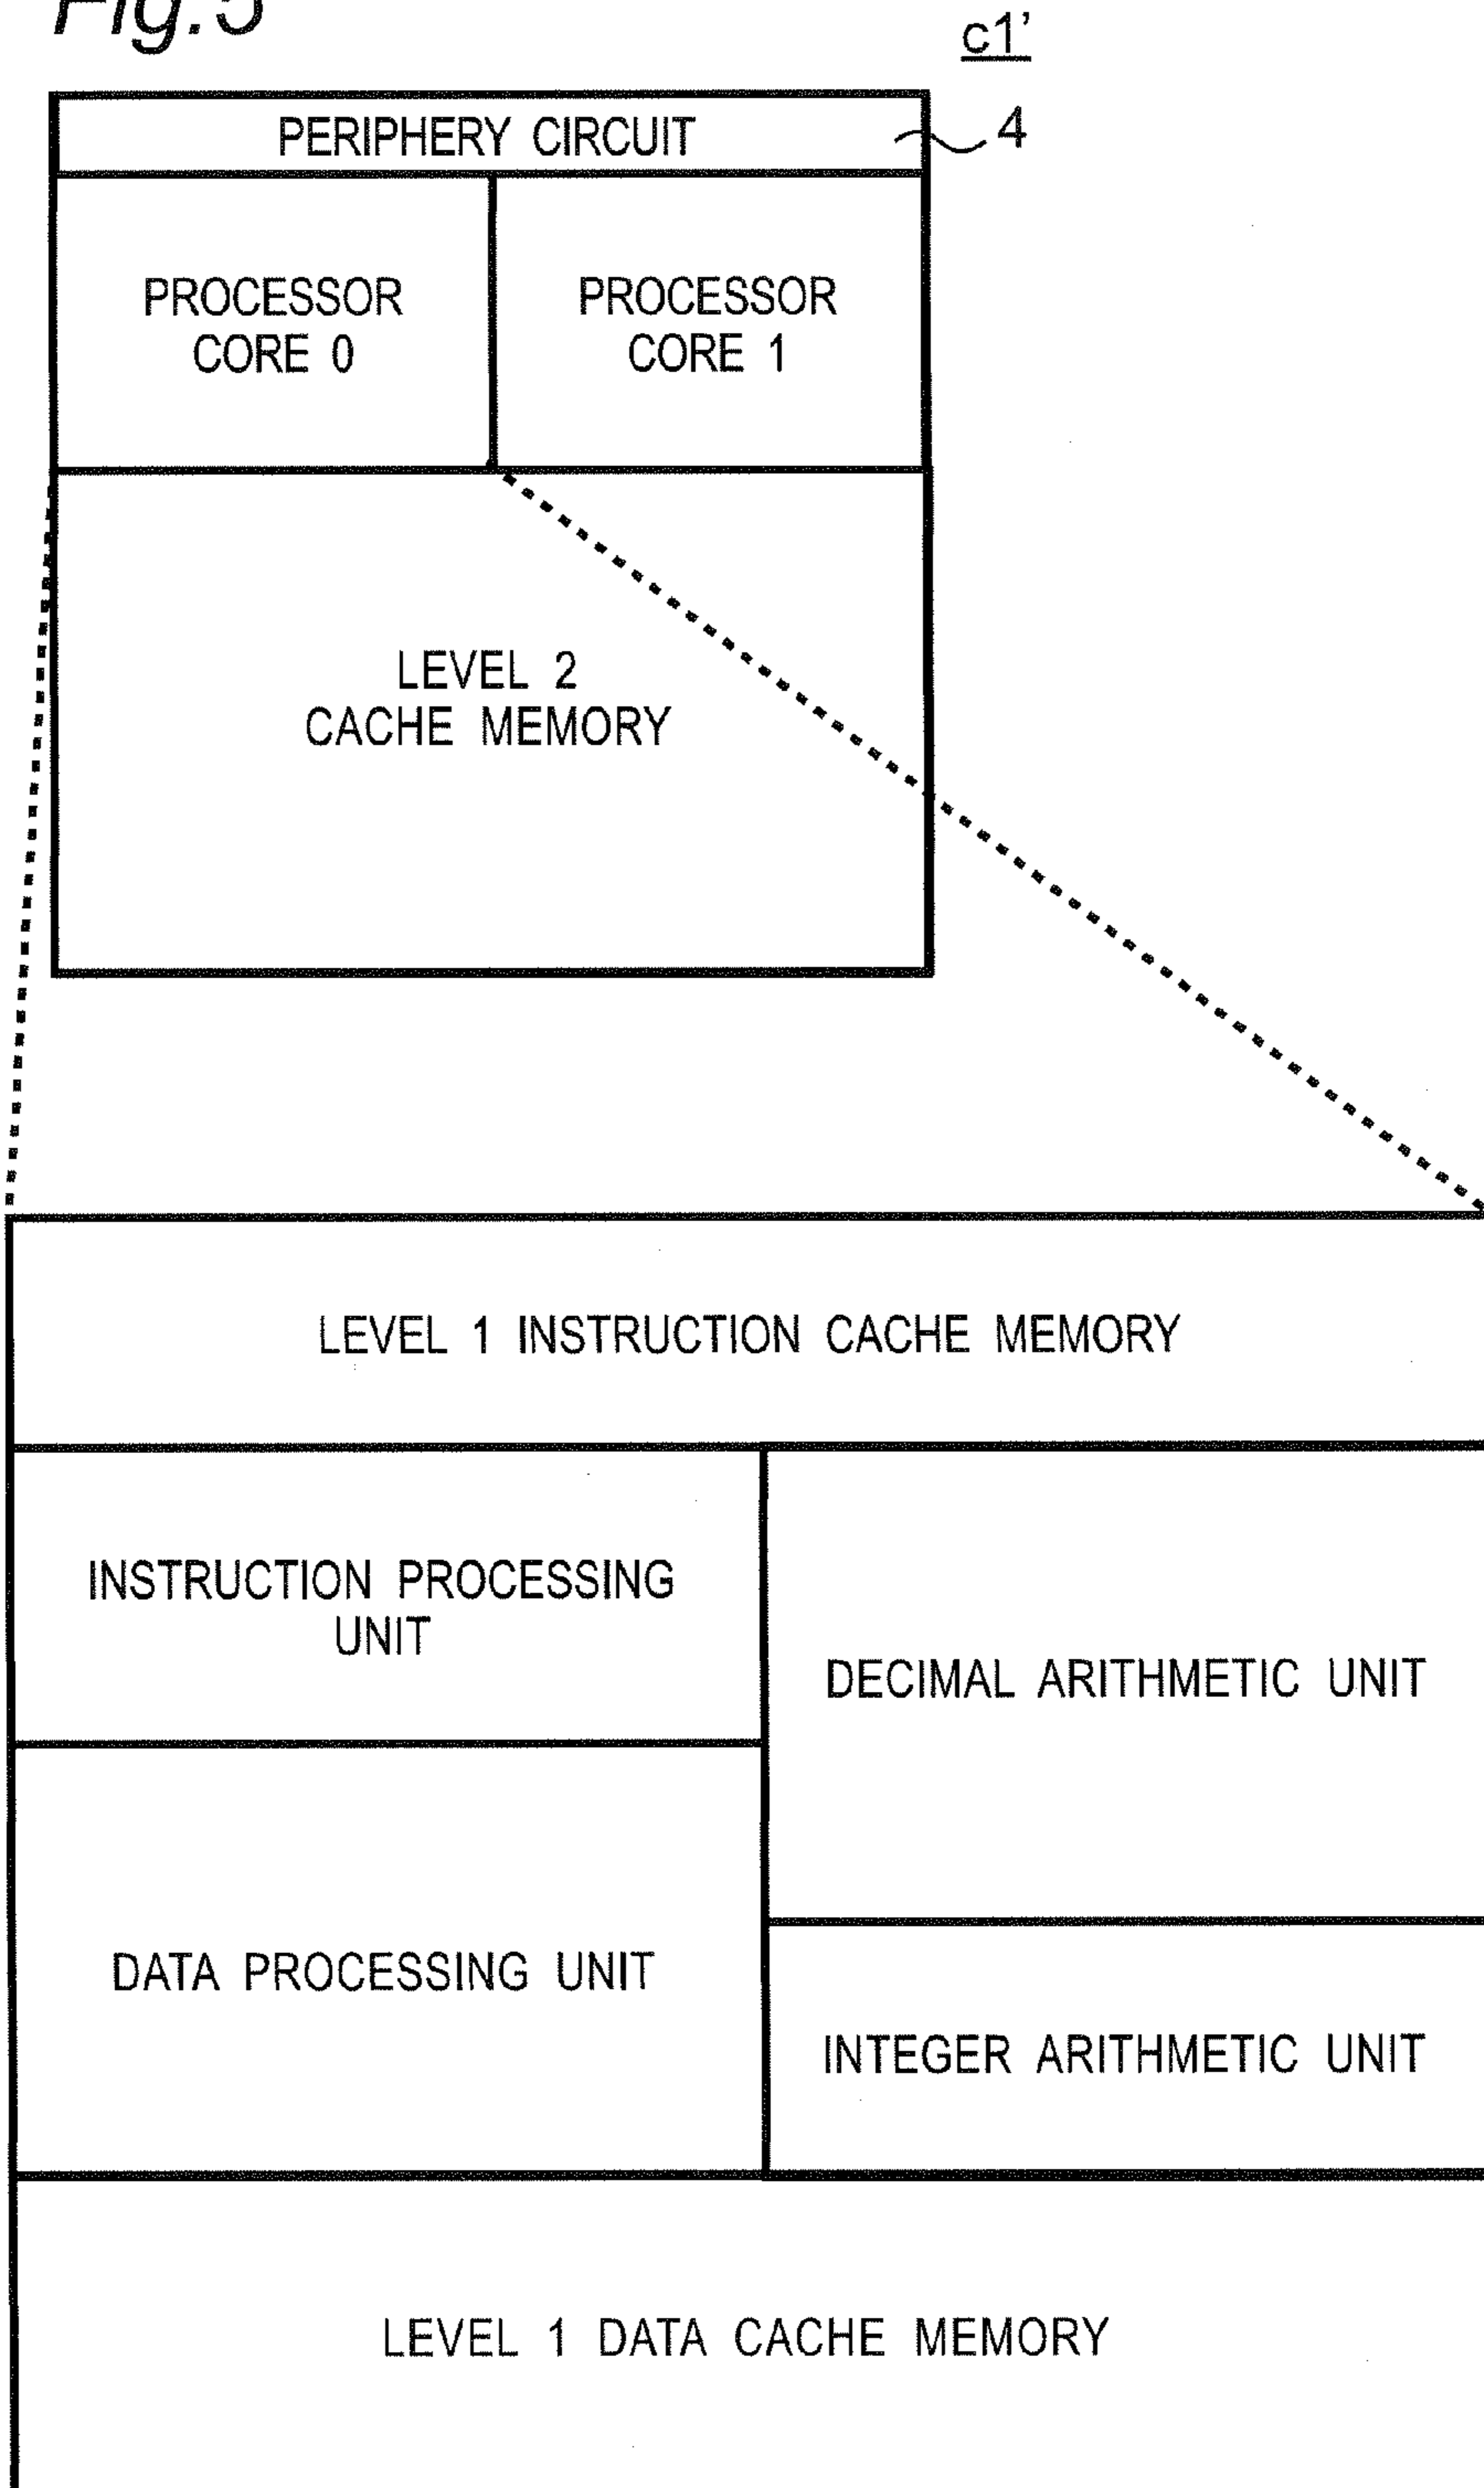 Fig.5
c1'
PERIPHERY CIRCUIT
4
PROCESSOR
CORE 0
PROCESSOR
CORE 1
LEVEL 2
CACHE MEMORY
LEVEL 1 INSTRUCTION CACHE MEMORY
INSTRUCTION PROCESSING
UNIT
DECIMAL ARITHMETIC UNIT
DATA PROCESSING UNIT
INTEGER ARITHMETIC UNIT
LEVEL 1 DATA CACHE MEMORY